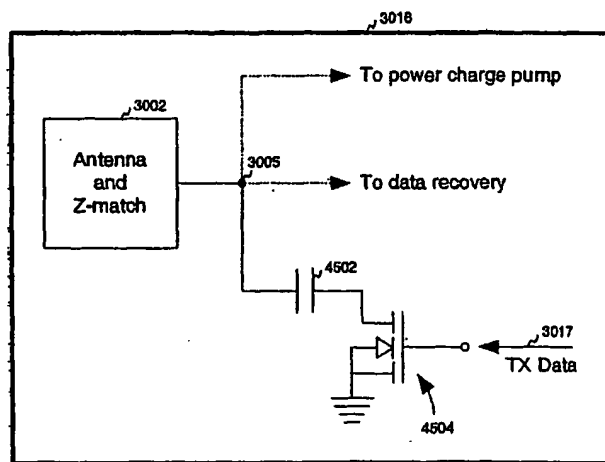 3016
To power charge pump
3002
Antenna
and
Z-match
3005
To data recovery
4502
3017
TX Data
4504